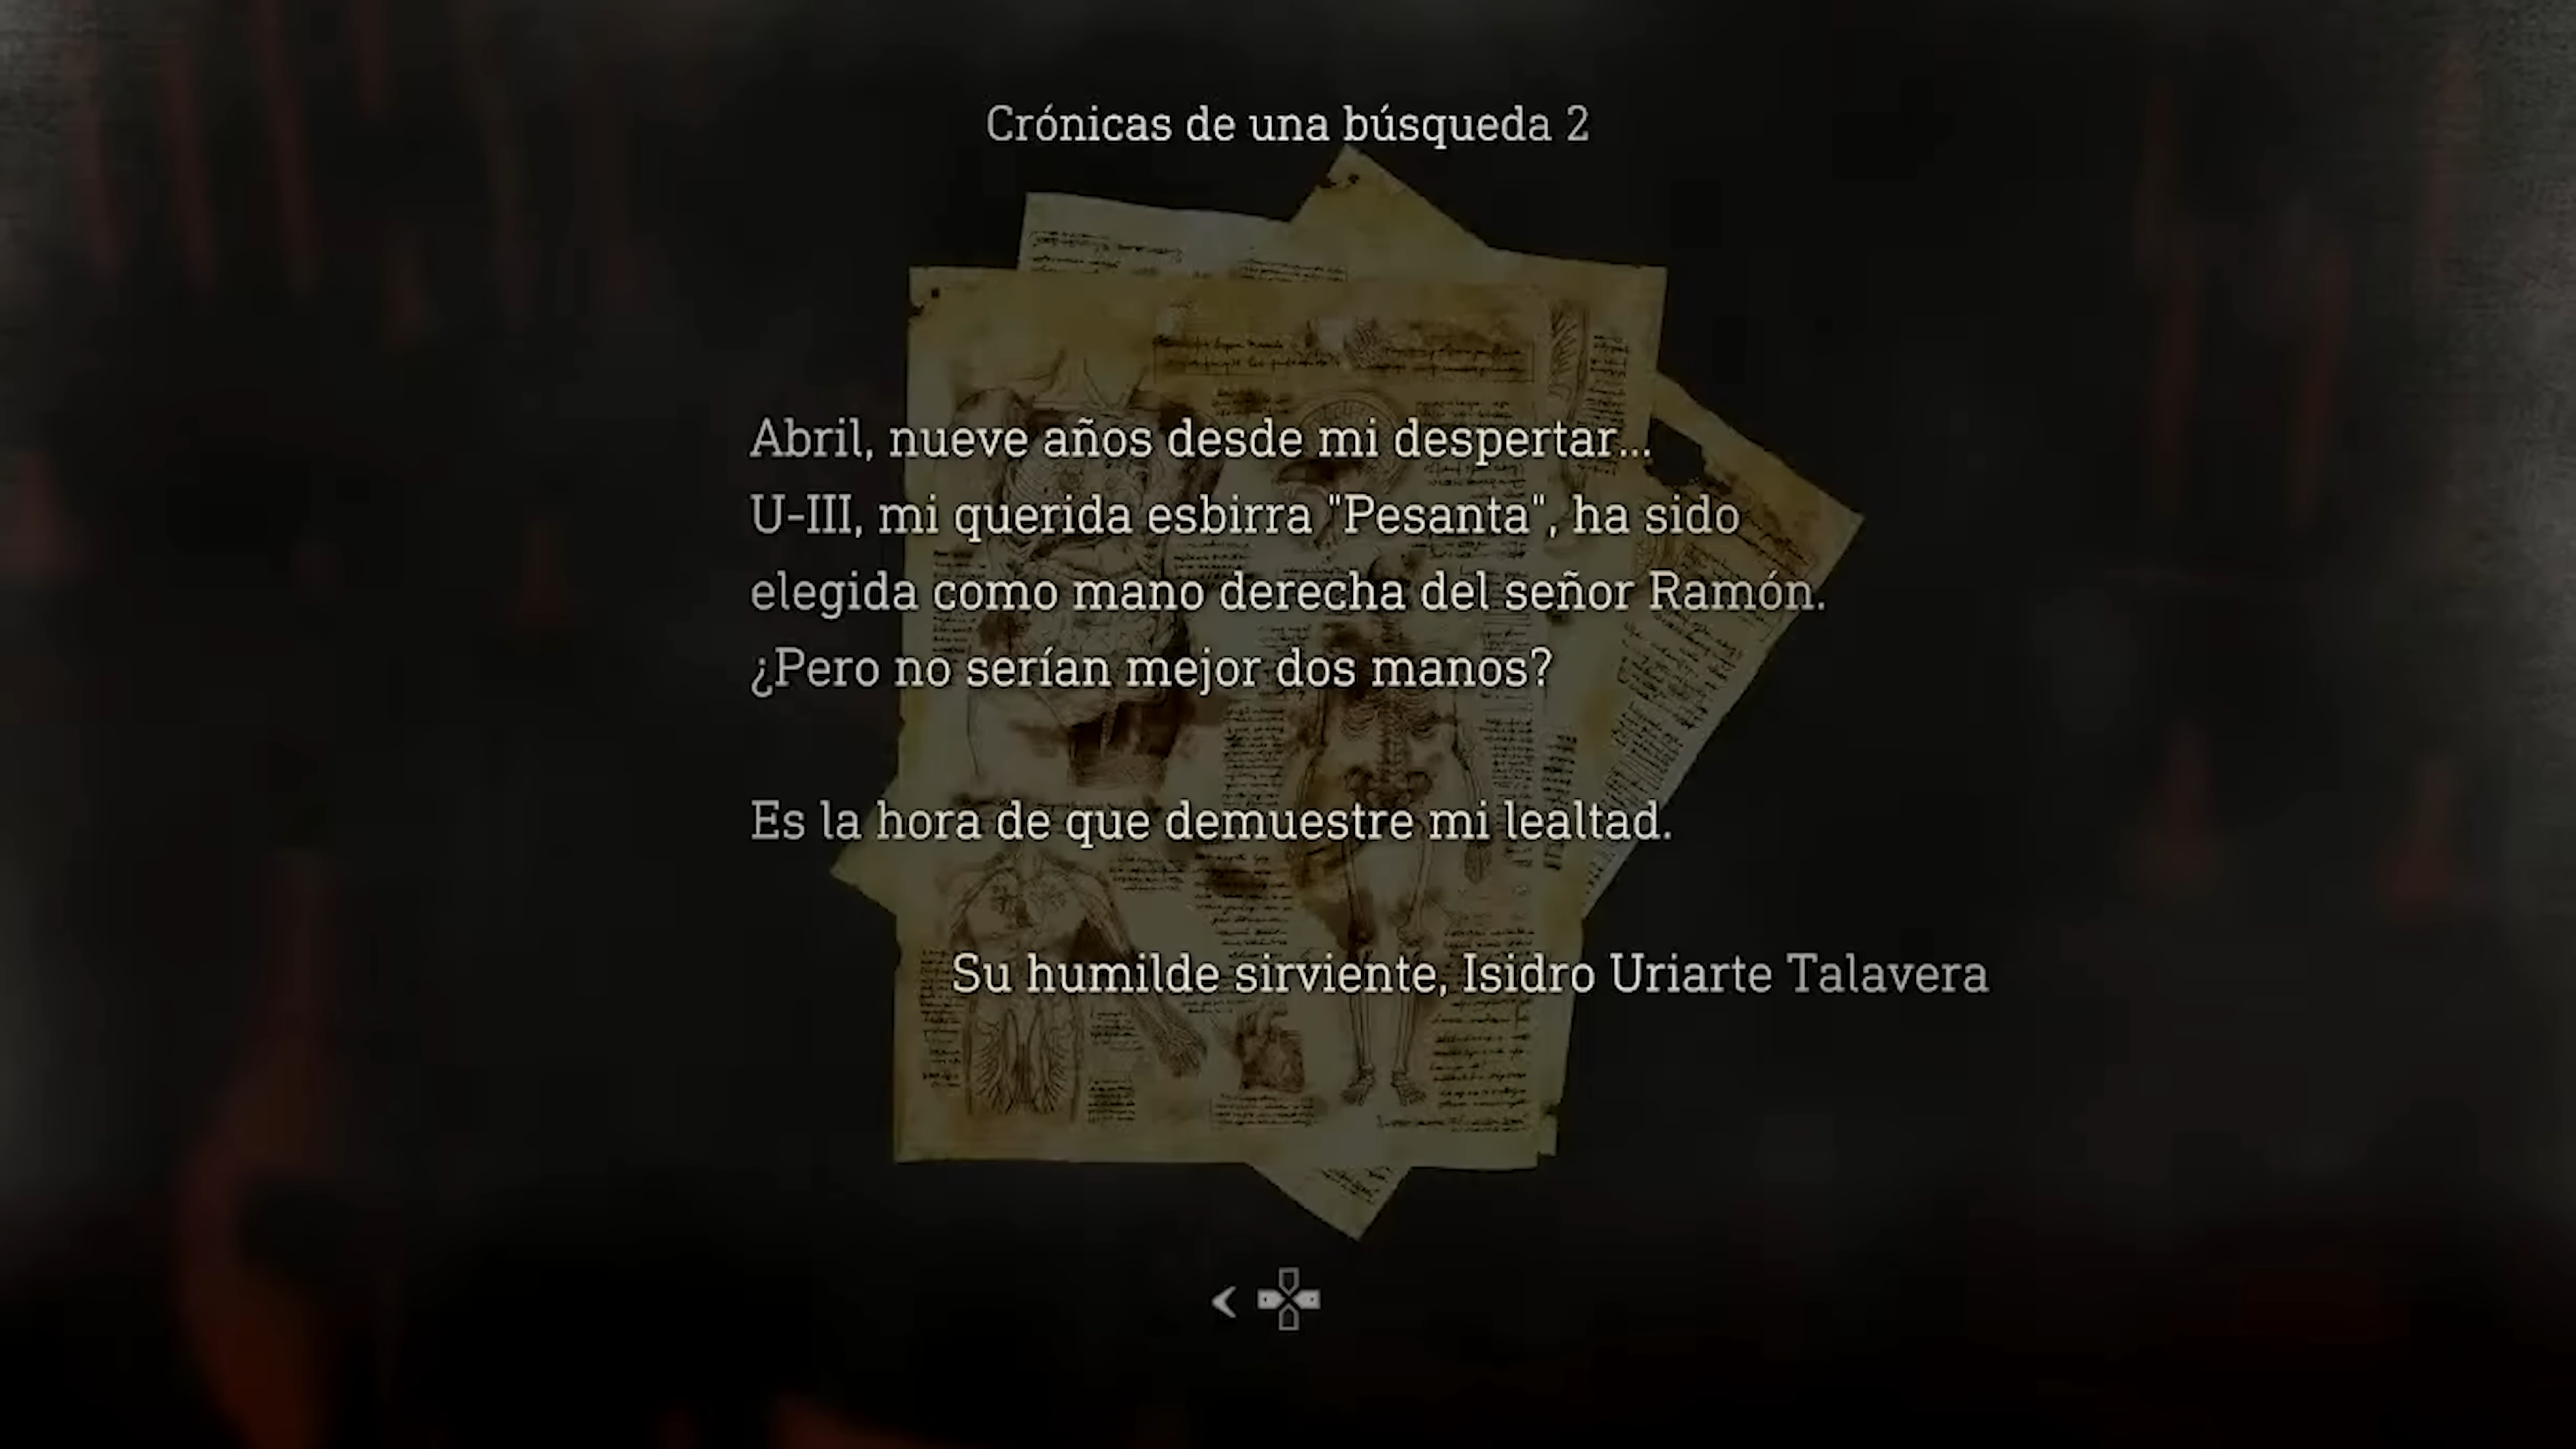 Crónicas de una búsqueda 2
Abril, nueve años desde mi despertar...
U-III, mi querida esbirra "Pesanta", ha sido
elegida como mano derecha del señor Ramón.
¿Pero no serían mejor dos manos?
Es la hora de que demuestre mi lealtad.
Su humilde sirviente, Isidro Uriarte Talavera